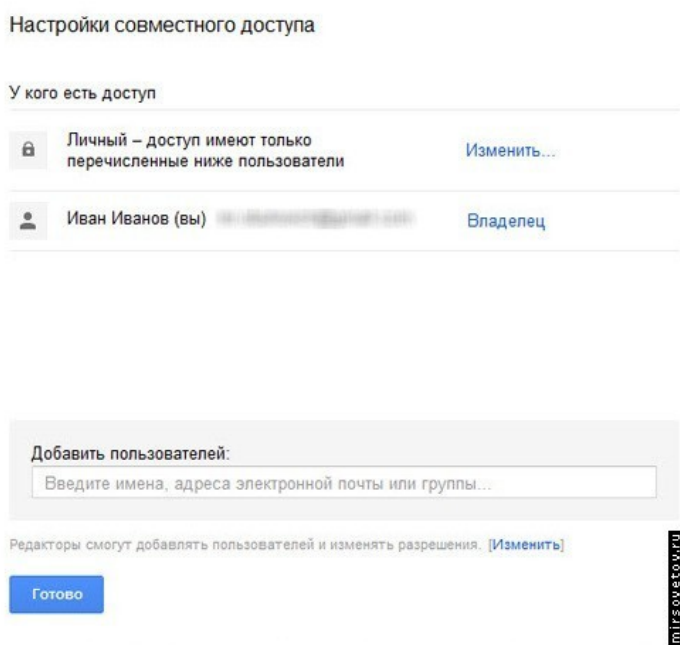 Настройки совместного доступа
У кого есть доступ
Личный – доступ имеют только
перечисленные ниже пользователи
Изменить...
Иван Иванов (вы)
Владелец
Добавить пользователей:
Введите имена, адреса электронной почты или группы...
Редакторы смогут добавлять пользователей и изменять разрешения. [Изменить]
Готово
mirsovetov.ru